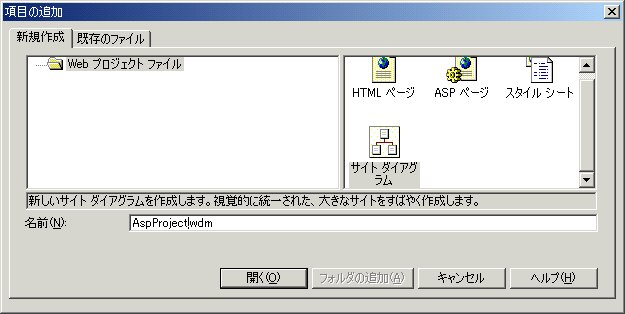 項目の追加
新規作成
既存のファイル
Web プロジェクト ファイル
HTML ページ
ASP ページ
スタイル シート
サイト ダイアグ
ラム
新しいサイト ダイアグラムを作成します。視覚的に統一された、大きなサイトをすばやく作成します。
名前(N):
AspProject.wdm
開く(O)
フォルダの追加(A)
キャンセル
ヘルプ(H)